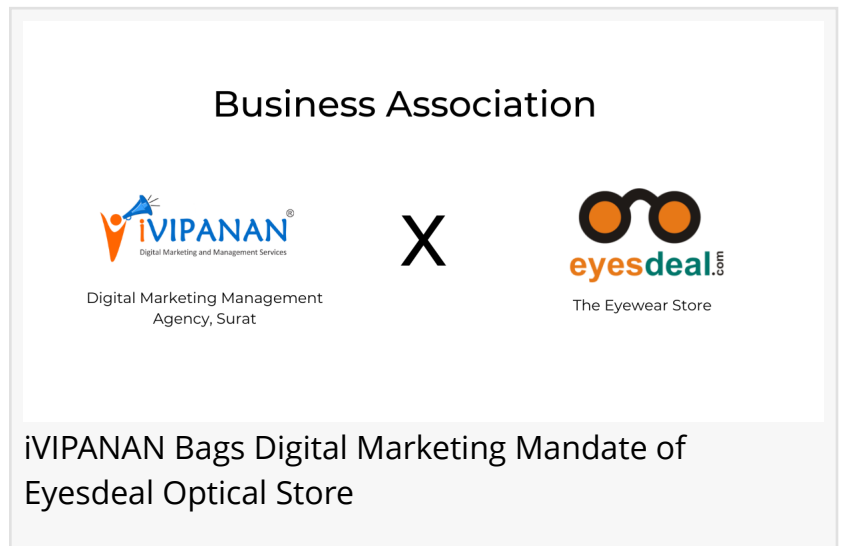 Business Association
iVIPANAN®
Digital Marketing and Management Services
X
eyesdeal.com
Digital Marketing Management
Agency, Surat
The Eyewear Store
iVIPANAN Bags Digital Marketing Mandate of
Eyesdeal Optical Store